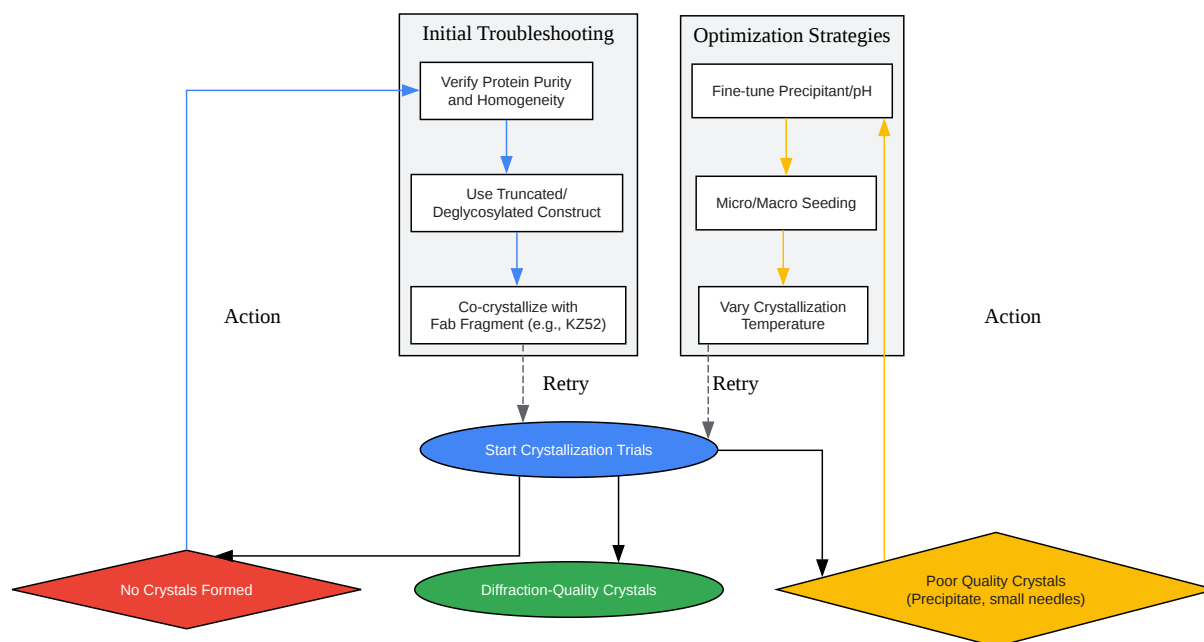 Initial Troubleshooting
Verify Protein Purity
and Homogeneity
Use Truncated/
Deglycosylated Construct
Co-crystallize with
Fab Fragment (e.g., KZ52)
Optimization Strategies
Fine-tune Precipitant/pH
Micro/Macro Seeding
Vary Crystallization
Temperature
Action
Action
Retry
Retry
Start Crystallization Trials
No Crystals Formed
Diffraction-Quality Crystals
Poor Quality Crystals
(Precipitate, small needles)